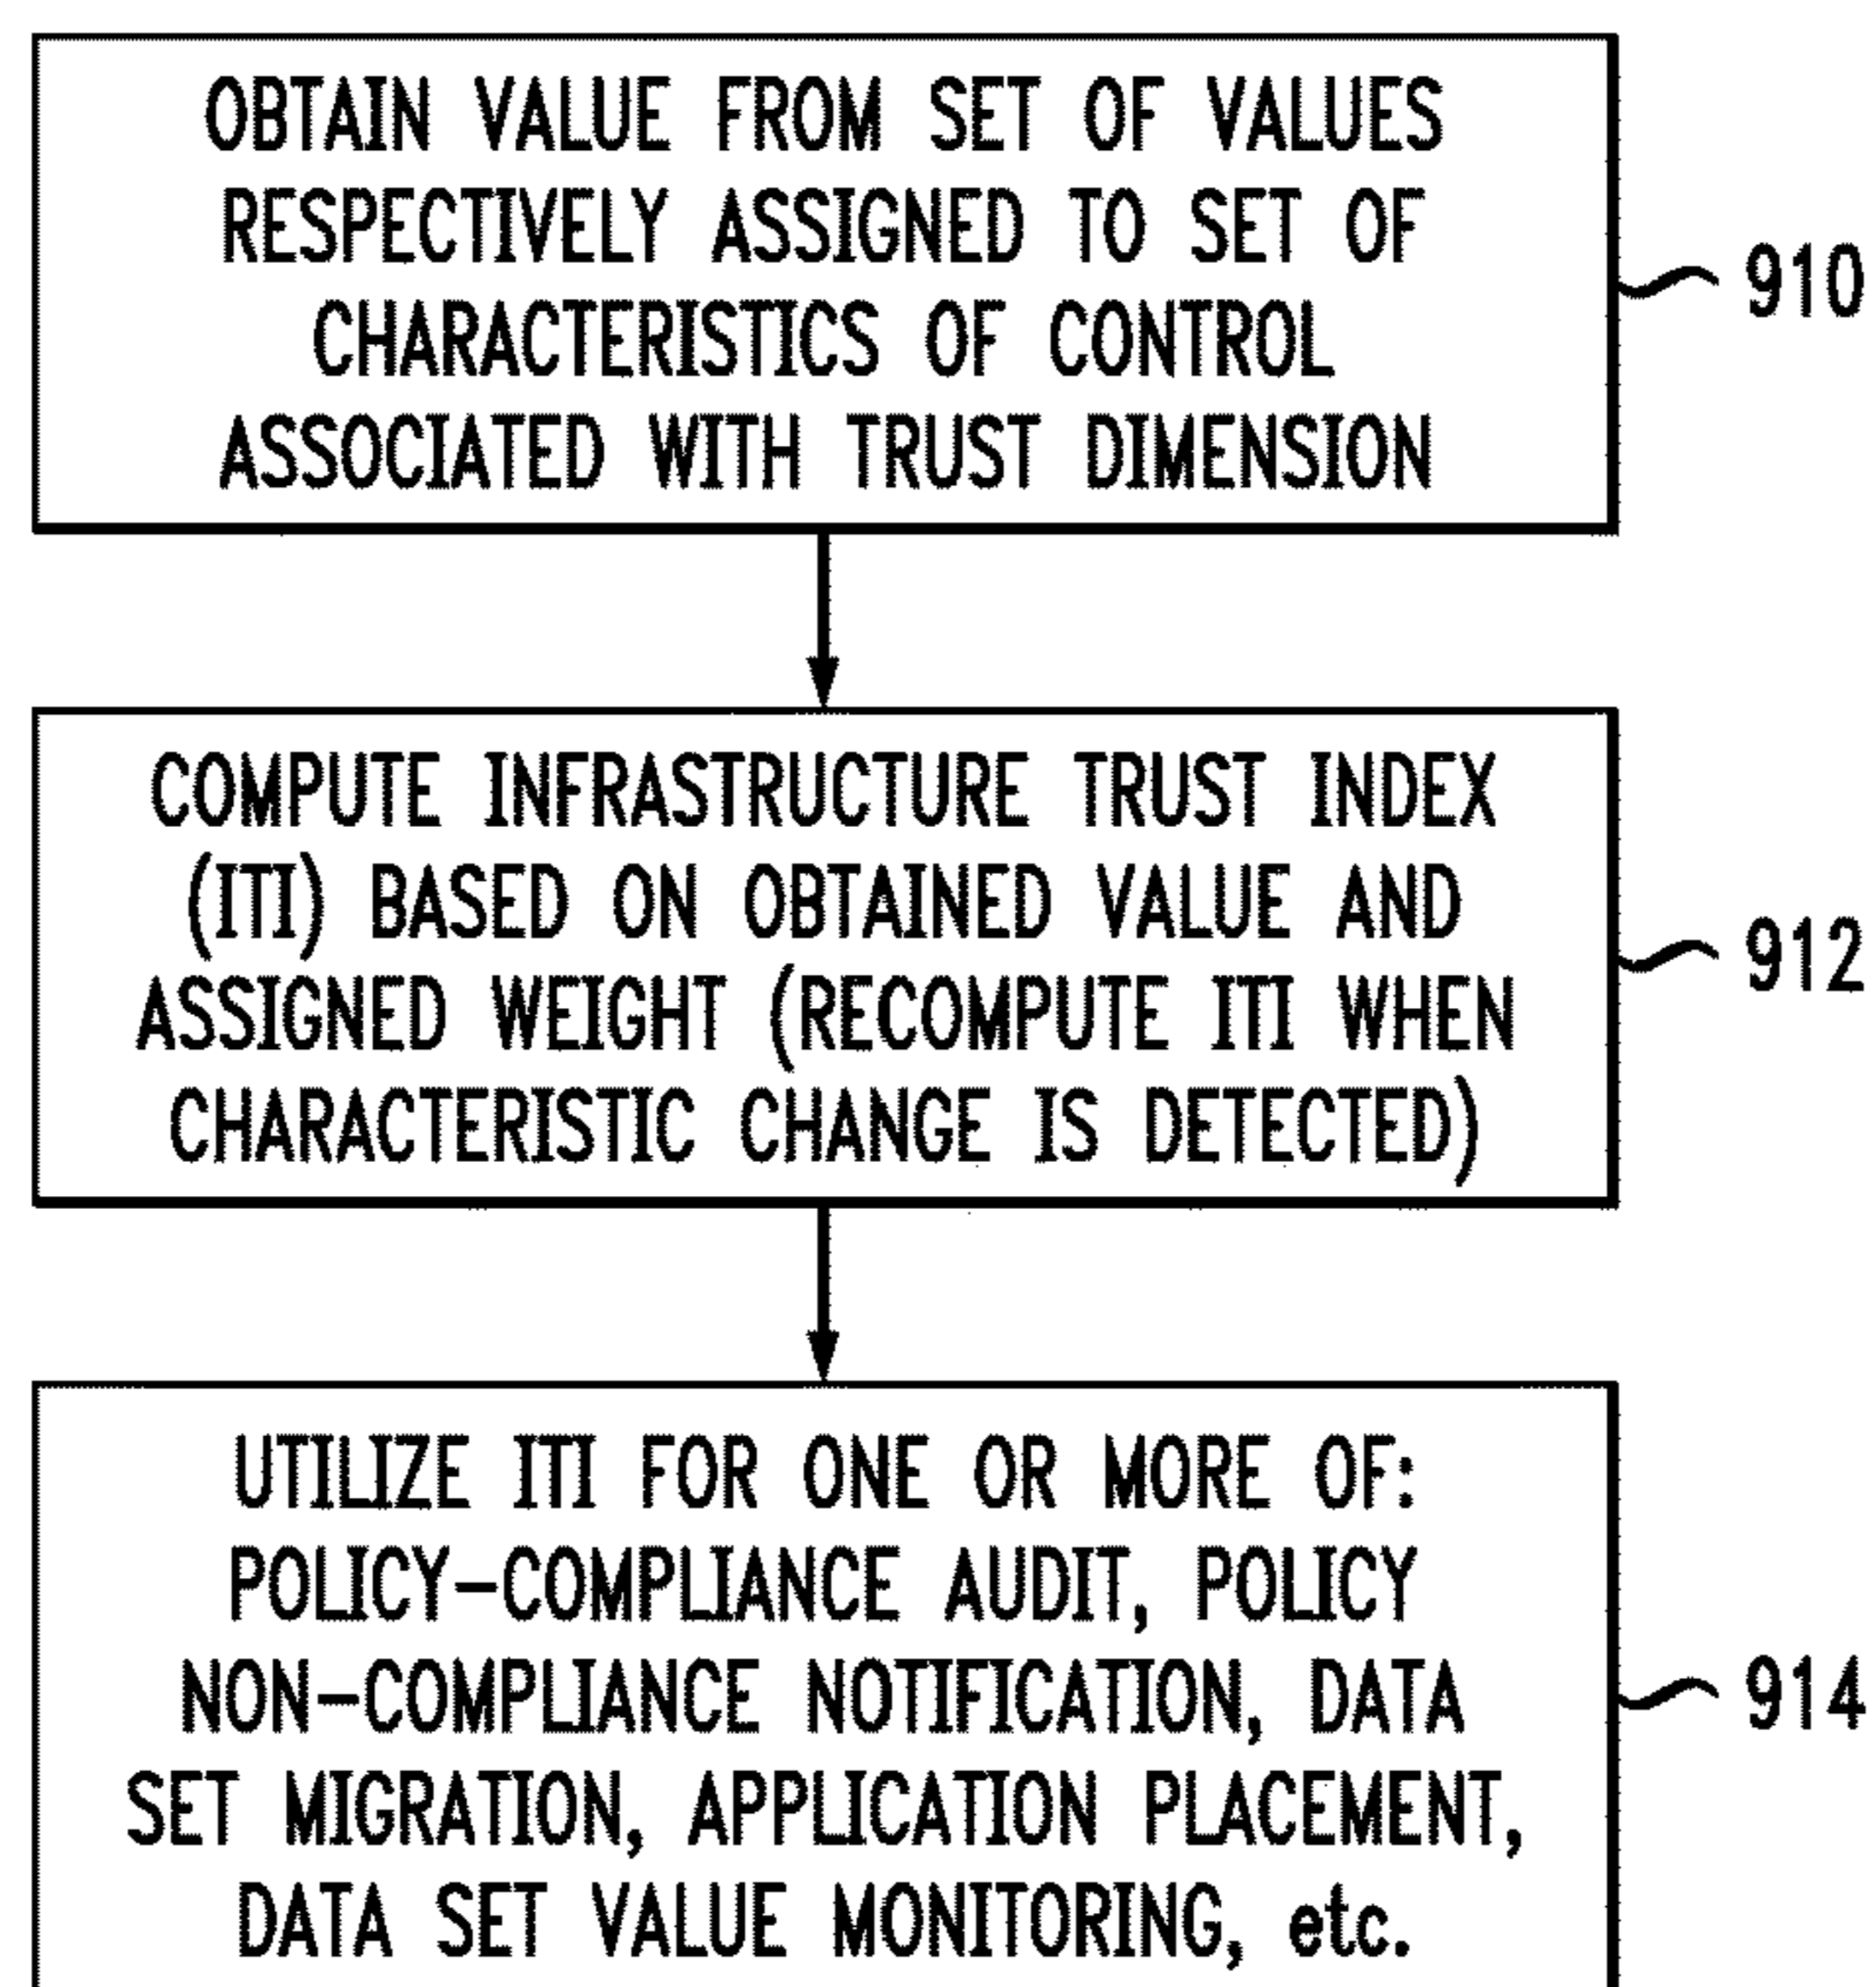 OBTAIN VALUE FROM SET OF VALUES
RESPECTIVELY ASSIGNED TO SET OF
CHARACTERISTICS OF CONTROL
ASSOCIATED WITH TRUST DIMENSION
910
COMPUTE INFRASTRUCTURE TRUST INDEX
(ITI) BASED ON OBTAINED VALUE AND
ASSIGNED WEIGHT (RECOMPUTE ITI WHEN
CHARACTERISTIC CHANGE IS DETECTED)
912
UTILIZE ITI FOR ONE OR MORE OF:
POLICY-COMPLIANCE AUDIT, POLICY
NON-COMPLIANCE NOTIFICATION, DATA
SET MIGRATION, APPLICATION PLACEMENT,
DATA SET VALUE MONITORING, etc.
914